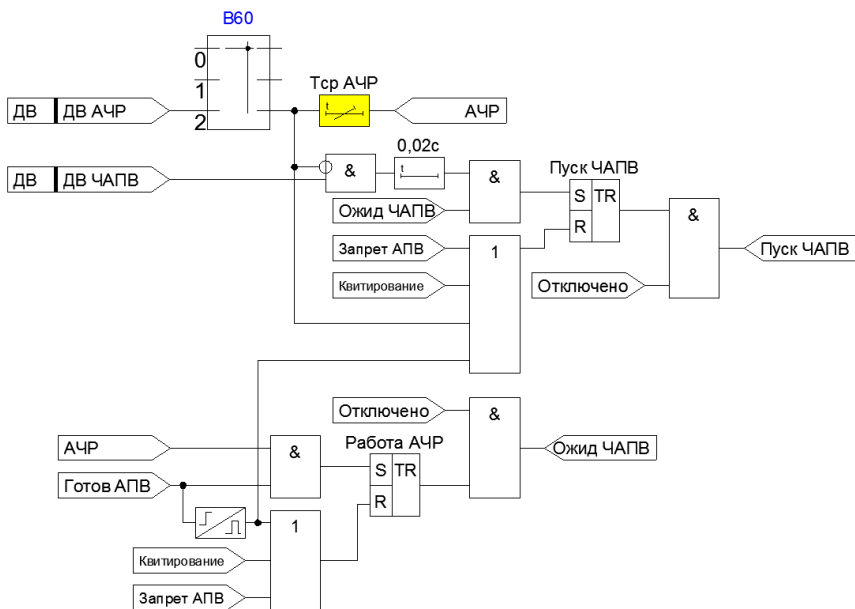 В60
0
1
2
Тср АЧР
t
ДВ ДВ АЧР
АЧР
0,02с
t
ДВ ДВ ЧАПВ
&
&
Пуск ЧАПВ
S TR
R
Ожид ЧАПВ
&
Запрет АПВ
1
Пуск ЧАПВ
Квитирование
Отключено
Отключено
&
АЧР
Работа АЧР
Ожид ЧАПВ
&
S TR
R
Готов АПВ
1
Квитирование
Запрет АПВ